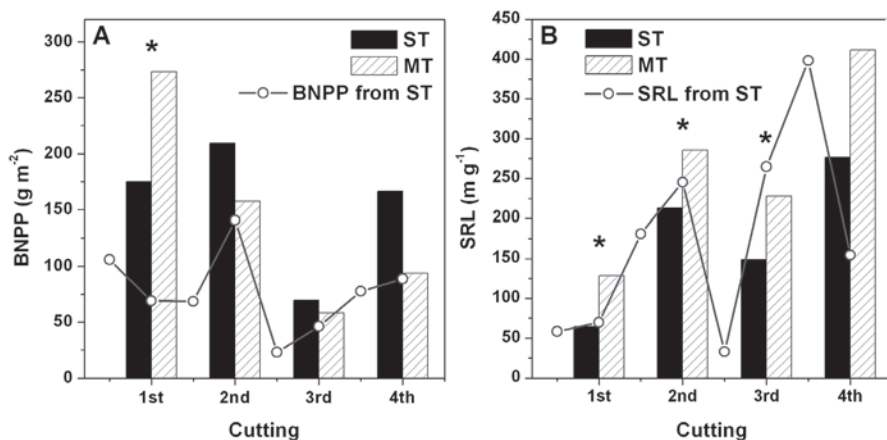 A
*
ST
MT
BNPP from ST
300
250
200
150
100
50
0
BNPP (g m⁻²)
1st 2nd 3rd 4th
Cutting
B
ST
MT
SRL from ST
*
*
*
450
400
350
300
250
200
150
100
50
0
SRL (m g⁻¹)
1st 2nd 3rd 4th
Cutting